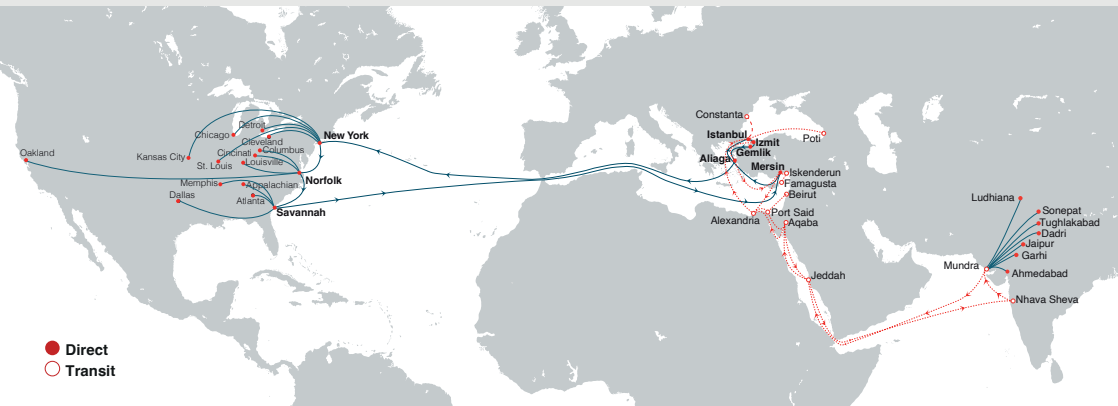 Constanta
Detroit
Chicago
New York
Istanbul
Poti
Cleveland
Izmit
Oakland
Cincinati
Columbus
Gemlik
Kansas City
Aliaga
St. Louis
Louisville
Mersin
Iskenderun
Norfolk
Memphis
Appalachian
Famagusta
Dallas
Atlanta
Beirut
Ludhiana
Savannah
Alexandria
Port Said
Sonepat
Aqaba
Tughlakabad
Dadri
Jaipur
Garhi
Mundra
Ahmedabad
Jeddah
Nhava Sheva
Direct
Transit